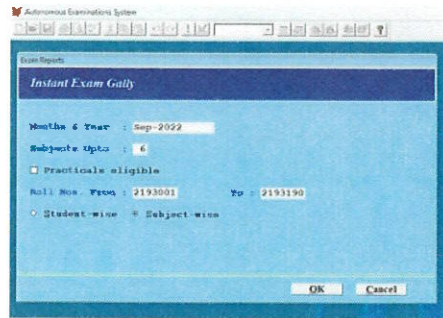 Autonomous Examinations System
Exam Reports
Instant Exam Gally
Months & Year : Sep-2022
Subjects Upto : 6
Practicals eligible
Roll Nos. From : 2193001 To : 2193190
Student-wise Subject-wise
OK Cancel